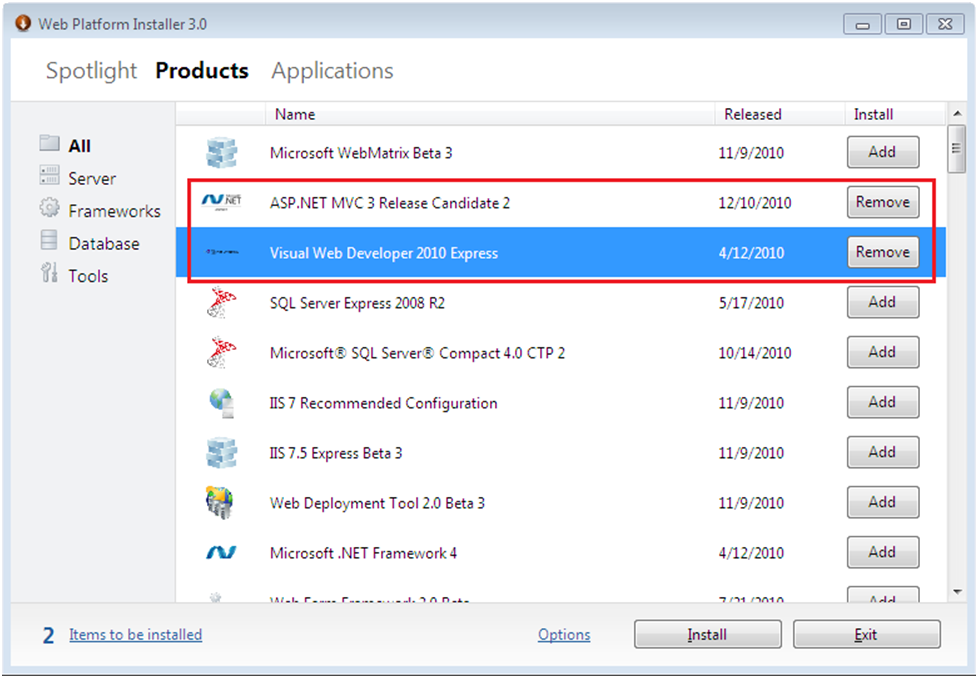 Web Platform Installer 3.0
Spotlight Products Applications
Name Released Install
All
Server
Frameworks
Database
Tools
Microsoft WebMatrix Beta 3 11/9/2010 Add
ASP.NET MVC 3 Release Candidate 2 12/10/2010 Remove
Visual Web Developer 2010 Express 4/12/2010 Remove
SQL Server Express 2008 R2 5/17/2010 Add
Microsoft® SQL Server® Compact 4.0 CTP 2 10/14/2010 Add
IIS 7 Recommended Configuration 11/9/2010 Add
IIS 7.5 Express Beta 3 11/9/2010 Add
Web Deployment Tool 2.0 Beta 3 11/9/2010 Add
Microsoft .NET Framework 4 4/12/2010 Add
2 Items to be installed Options Install Exit